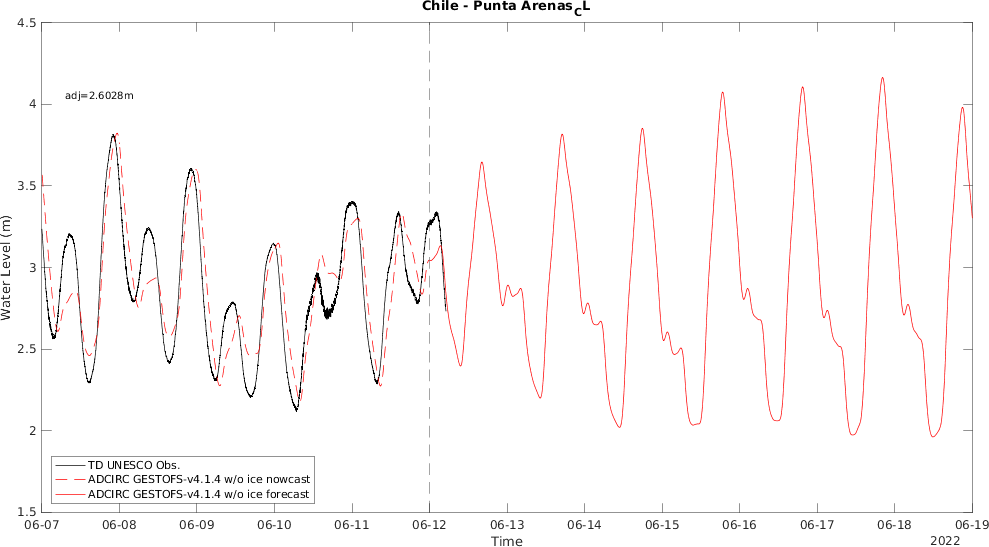 Chile - Punta Arenas_CL
4.5
4
3.5
3
2.5
2
1.5
Water Level (m)
adj=2.6028m
TD UNESCO Obs.
ADCIRC GESTOFS-v4.1.4 w/o ice nowcast
ADCIRC GESTOFS-v4.1.4 w/o ice forecast
06-07 06-08 06-09 06-10 06-11 06-12 06-13 06-14 06-15 06-16 06-17 06-18 06-19
Time
2022